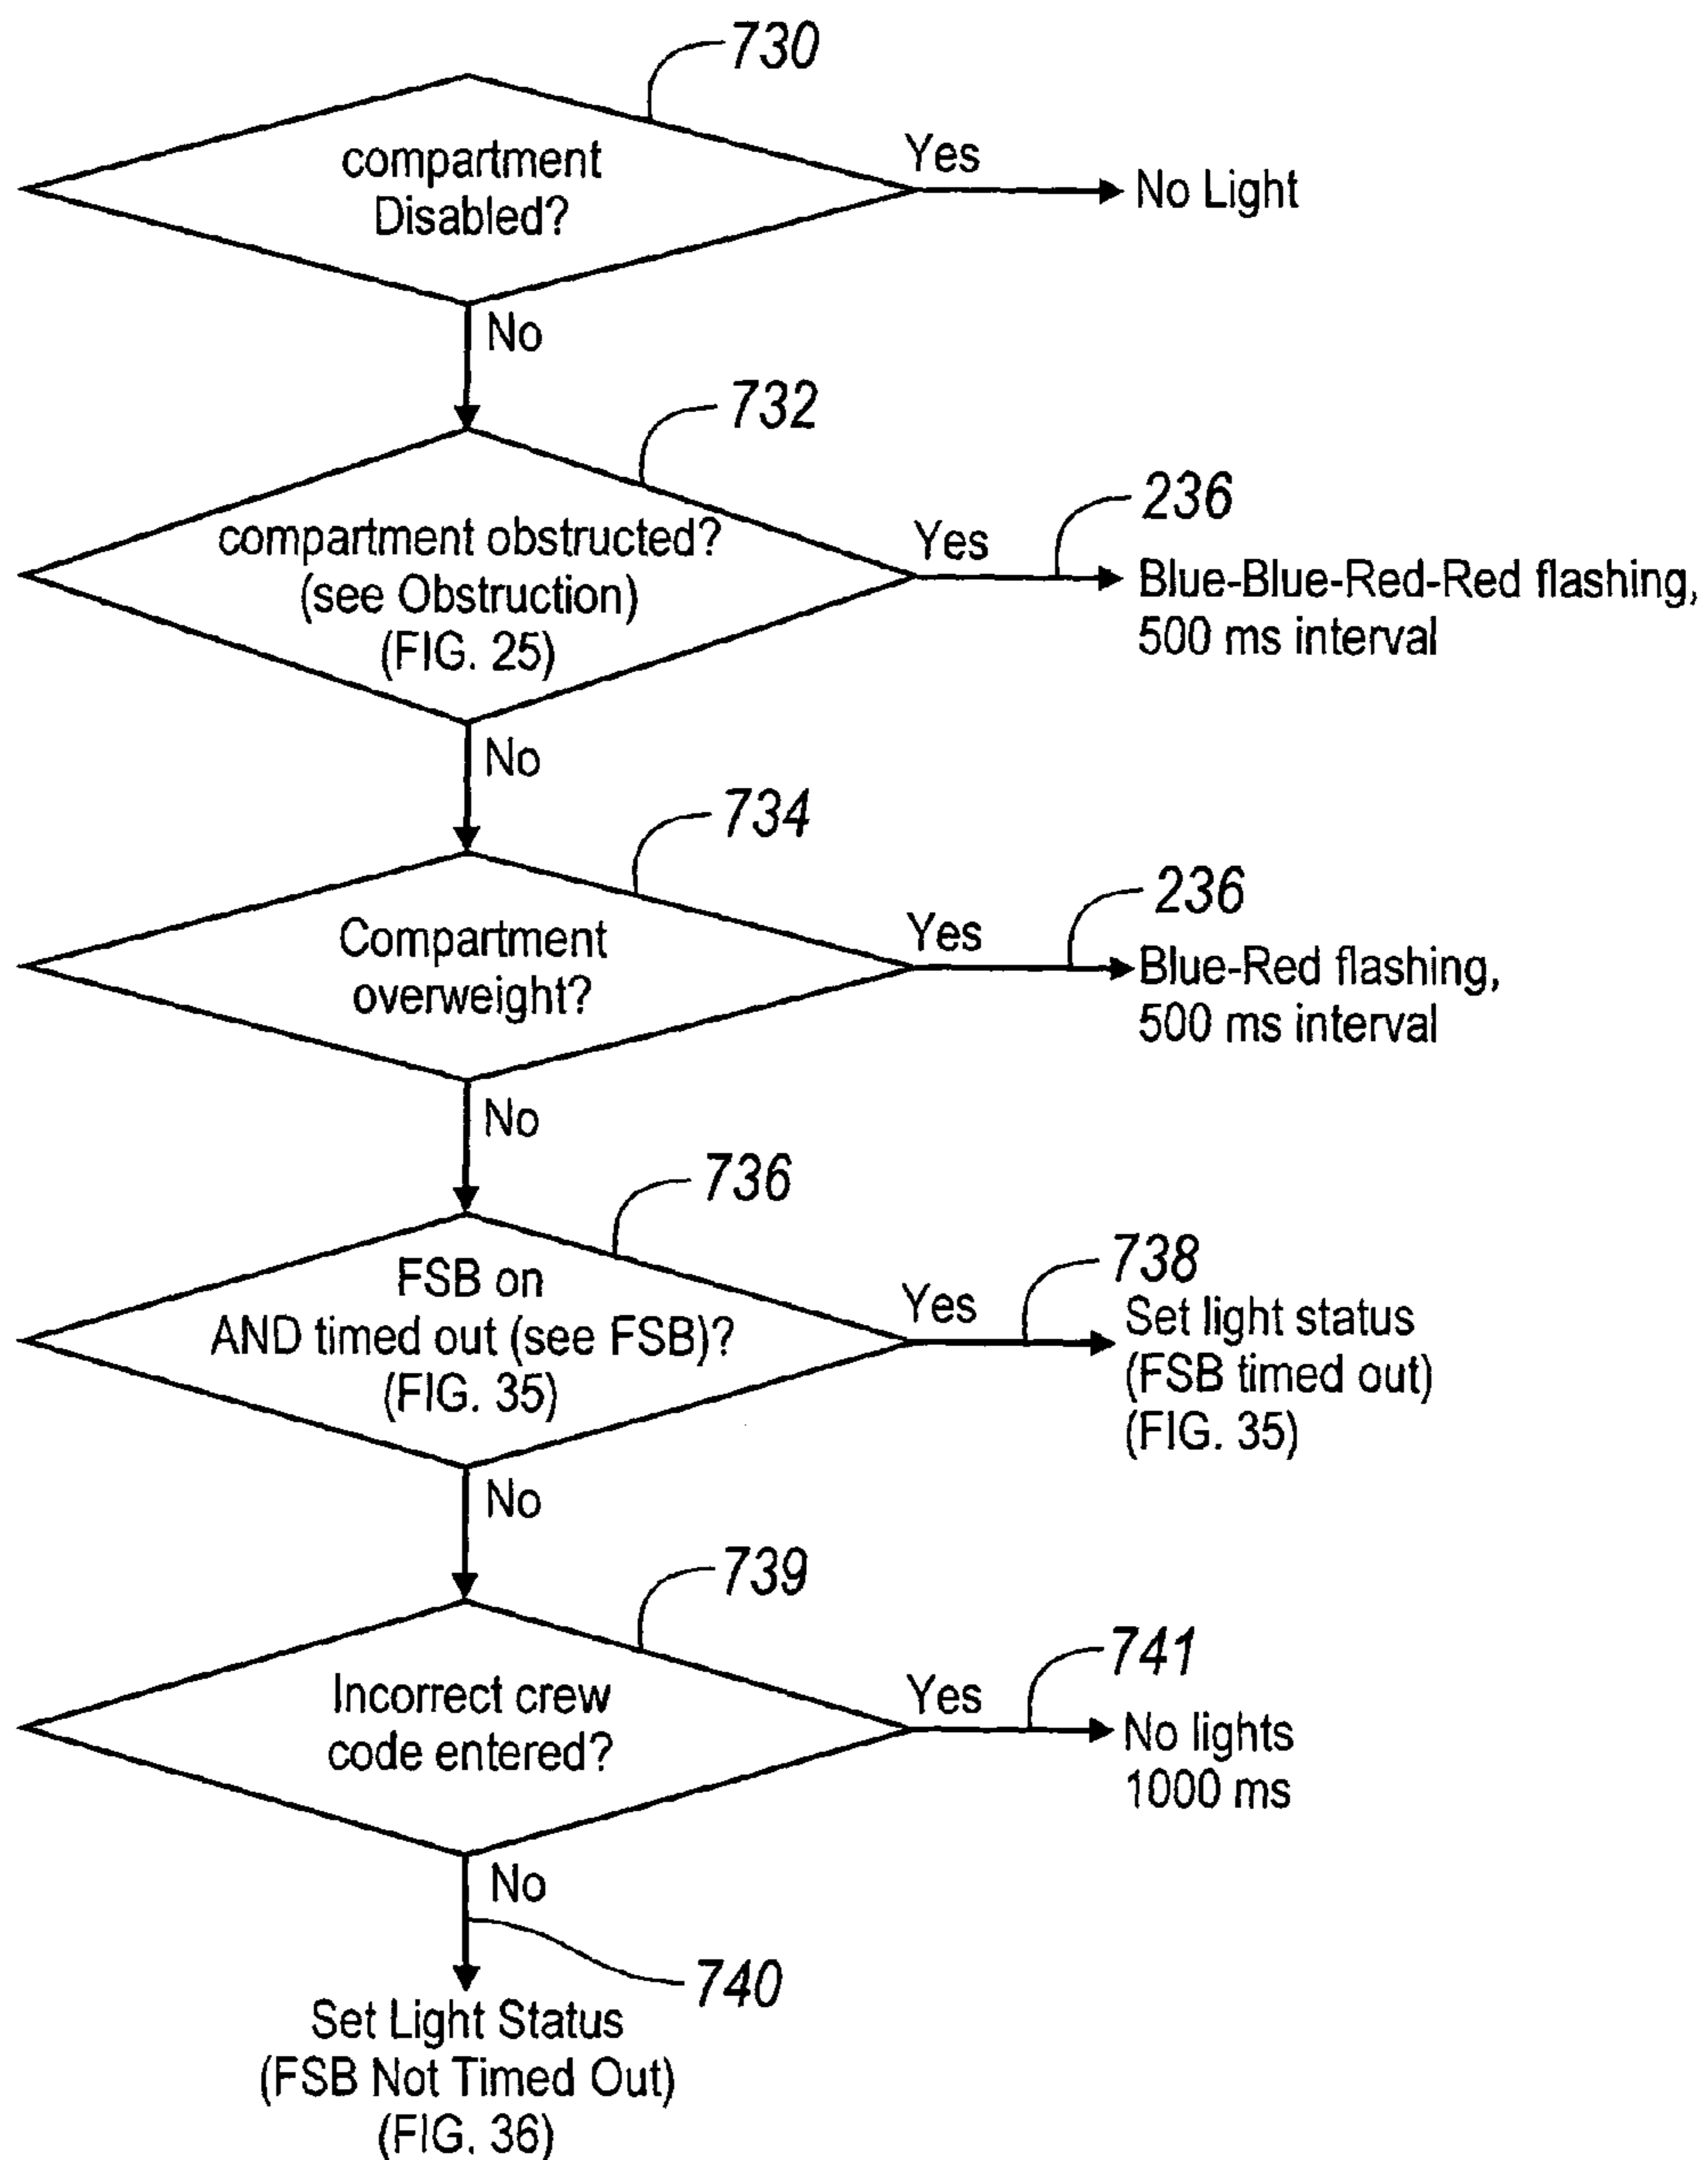 730
compartment
Disabled?
Yes
No Light
No
732
compartment obstructed?
(see Obstruction)
(FIG. 25)
Yes
236
Blue-Blue-Red-Red flashing,
500 ms interval
No
734
Compartment
overweight?
Yes
236
Blue-Red flashing,
500 ms interval
No
736
FSB on
AND timed out (see FSB)?
(FIG. 35)
Yes
738
Set light status
(FSB timed out)
(FIG. 35)
No
739
Incorrect crew
code entered?
Yes
741
No lights
1000 ms
No
740
Set Light Status
(FSB Not Timed Out)
(FIG. 36)